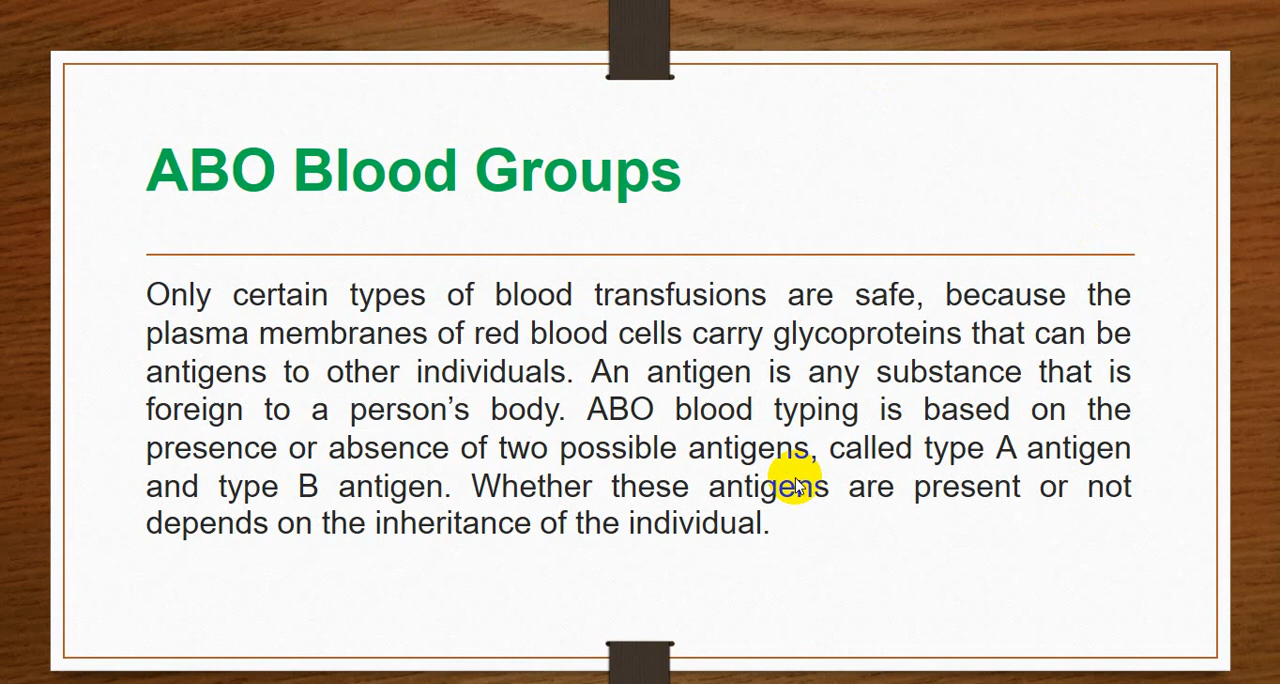 ABO Blood Groups
Only certain types of blood transfusions are safe, because the
plasma membranes of red blood cells carry glycoproteins that can be
antigens to other individuals. An antigen is any substance that is
foreign to a person’s body. ABO blood typing is based on the
presence or absence of two possible antigens, called type A antigen
and type B antigen. Whether these antigens are present or not
depends on the inheritance of the individual.